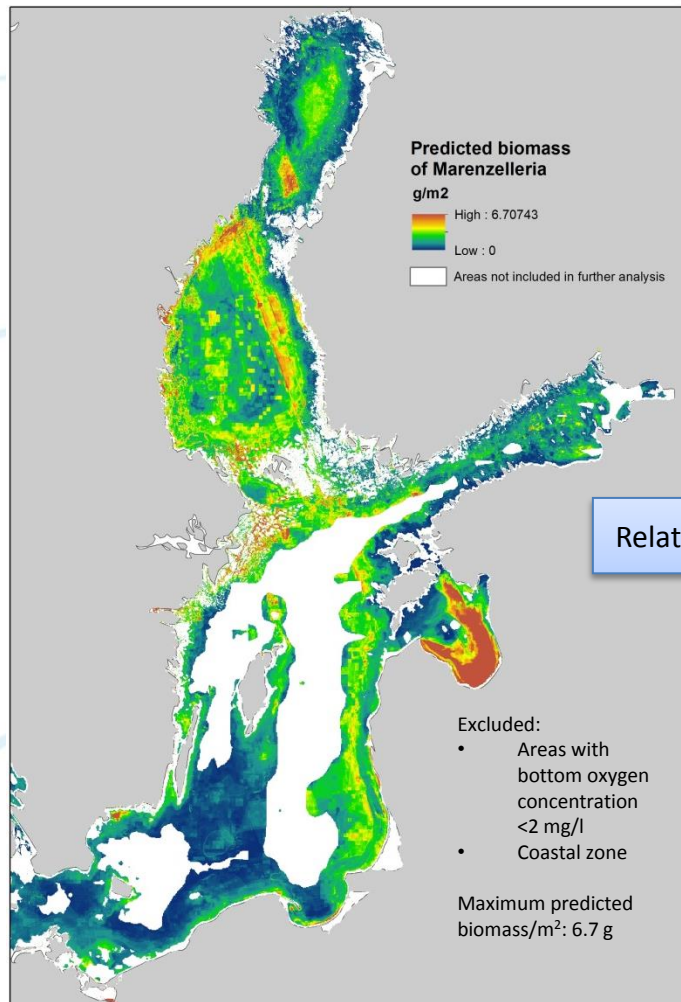 Predicted biomass
of Marenzelleria
g/m2
High : 6.70743
Low : 0
Areas not included in further analysis
Relat
Excluded:
• Areas with
bottom oxygen
concentration
<2 mg/l
• Coastal zone
Maximum predicted
biomass/m²: 6.7 g